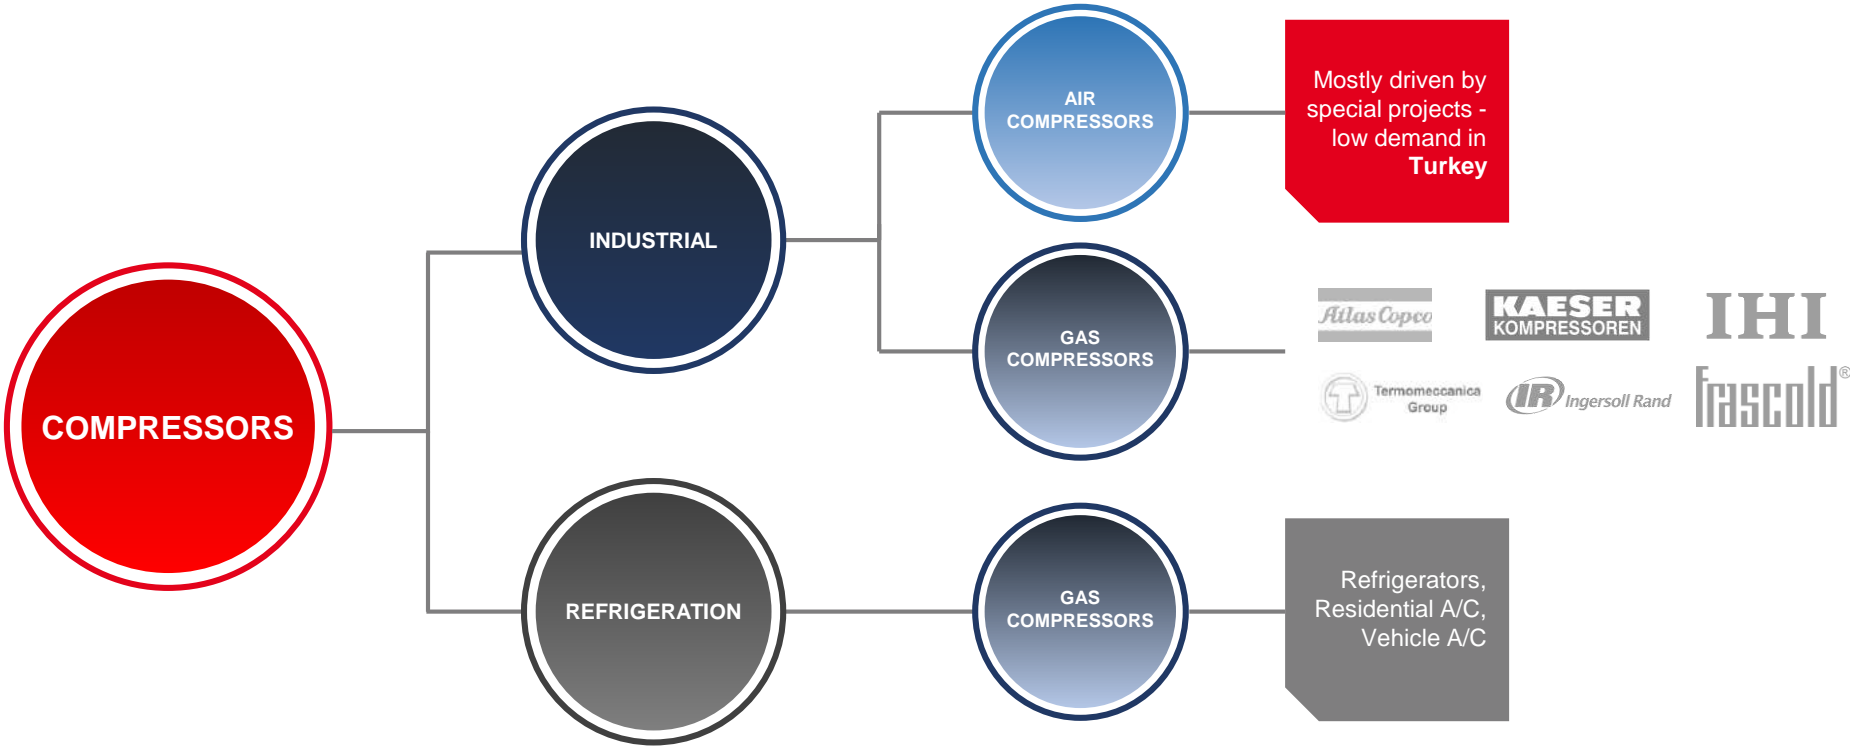 COMPRESSORS
INDUSTRIAL
REFRIGERATION
AIR
COMPRESSORS
Mostly driven by
special projects -
low demand in
Turkey
GAS
COMPRESSORS
Atlas Copco
KAESER
KOMPRESSOREN
IHI
Termomeccanica
Group
IR Ingersoll Rand
frascold®
GAS
COMPRESSORS
Refrigerators,
Residential A/C,
Vehicle A/C